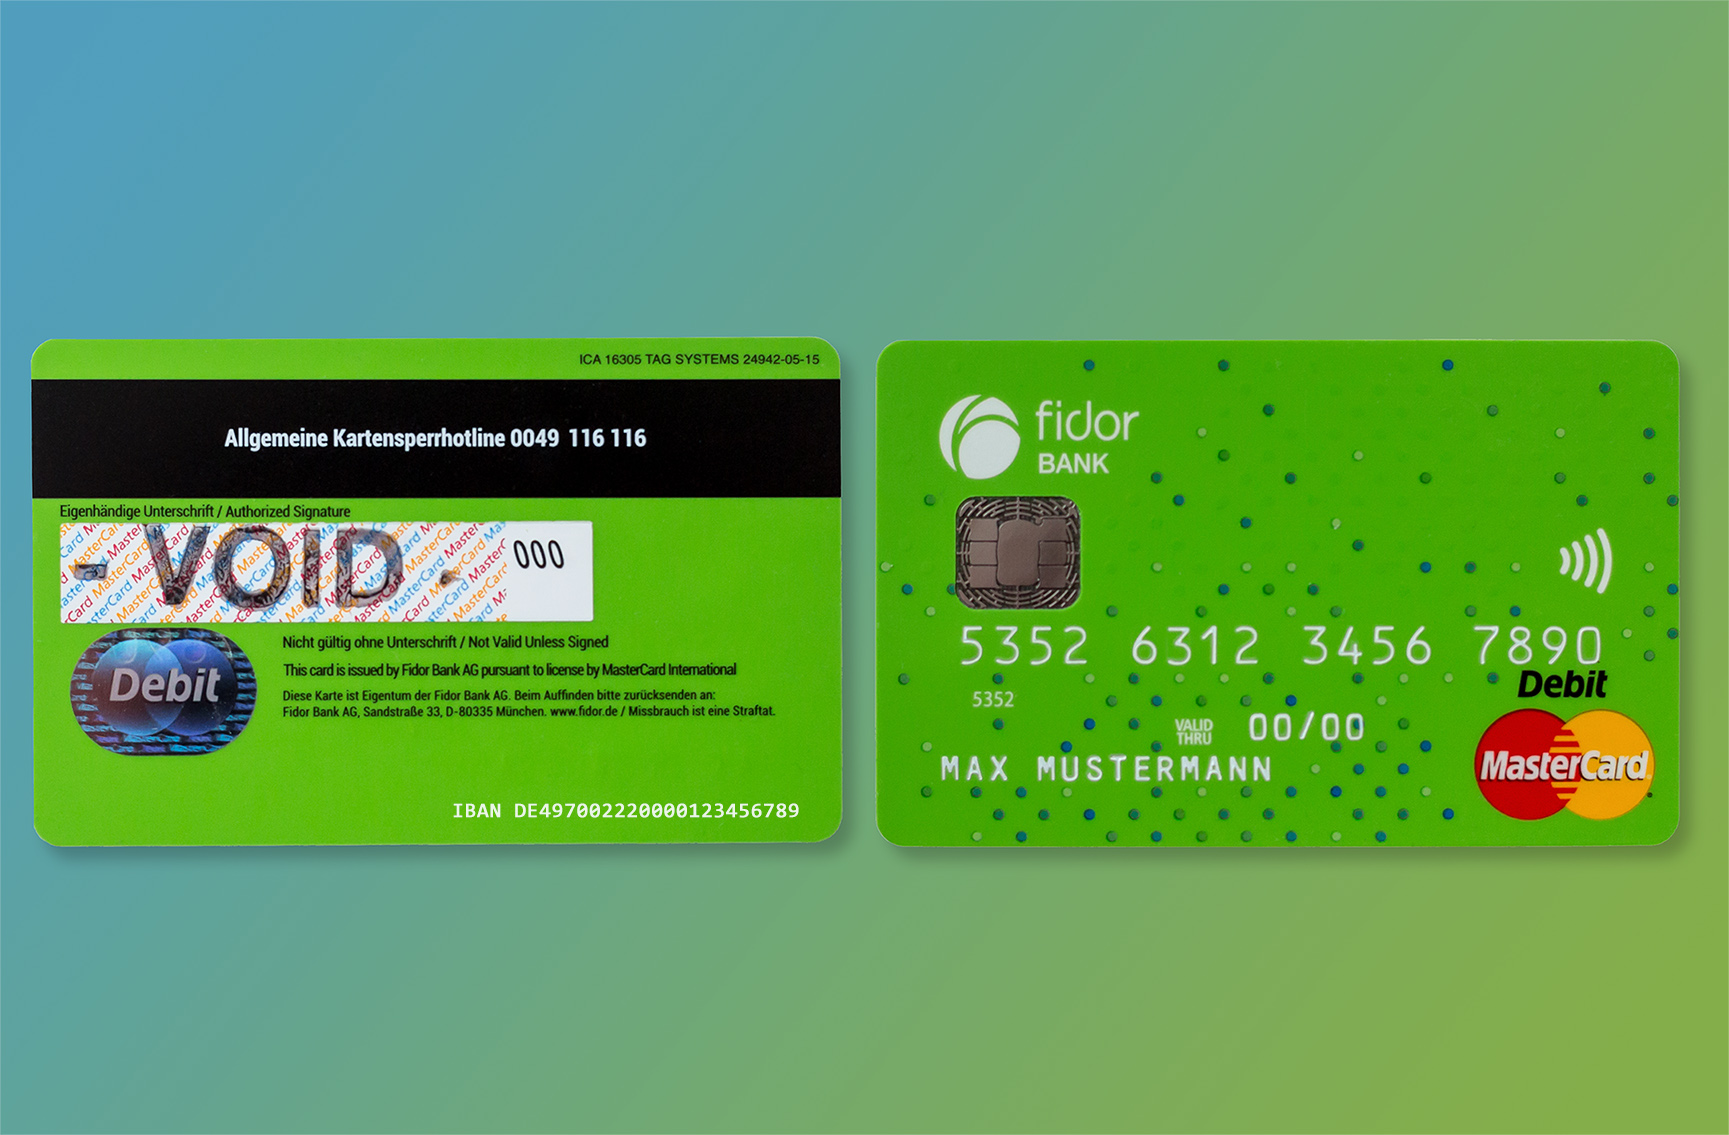 ICA 16305 TAG SYSTEMS 24942-05-15
Allgemeine Kartensperrhotline 0049 116 116
Eigenhändige Unterschrift / Authorized Signature
- VOID -
000
MasterCard
Debit
Nicht gültig ohne Unterschrift / Not Valid Unless Signed
This card is issued by Fidor Bank AG pursuant to license by MasterCard International
Diese Karte ist Eigentum der Fidor Bank AG. Beim Auffinden bitte zurücksenden an:
Fidor Bank AG, Sandstraße 33, D-80335 München. www.fidor.de / Missbrauch ist eine Straftat.
IBAN DE497002220000123456789
fidor
BANK
5352 6312 3456 7890
Debit
5352
VALID
THRU
00/00
MAX MUSTERMANN
MasterCard